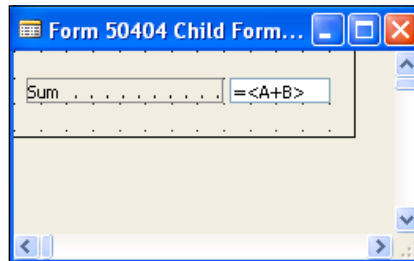 Form 50404 Child Form...
Sum . . . . . . . . . . =<A+B>